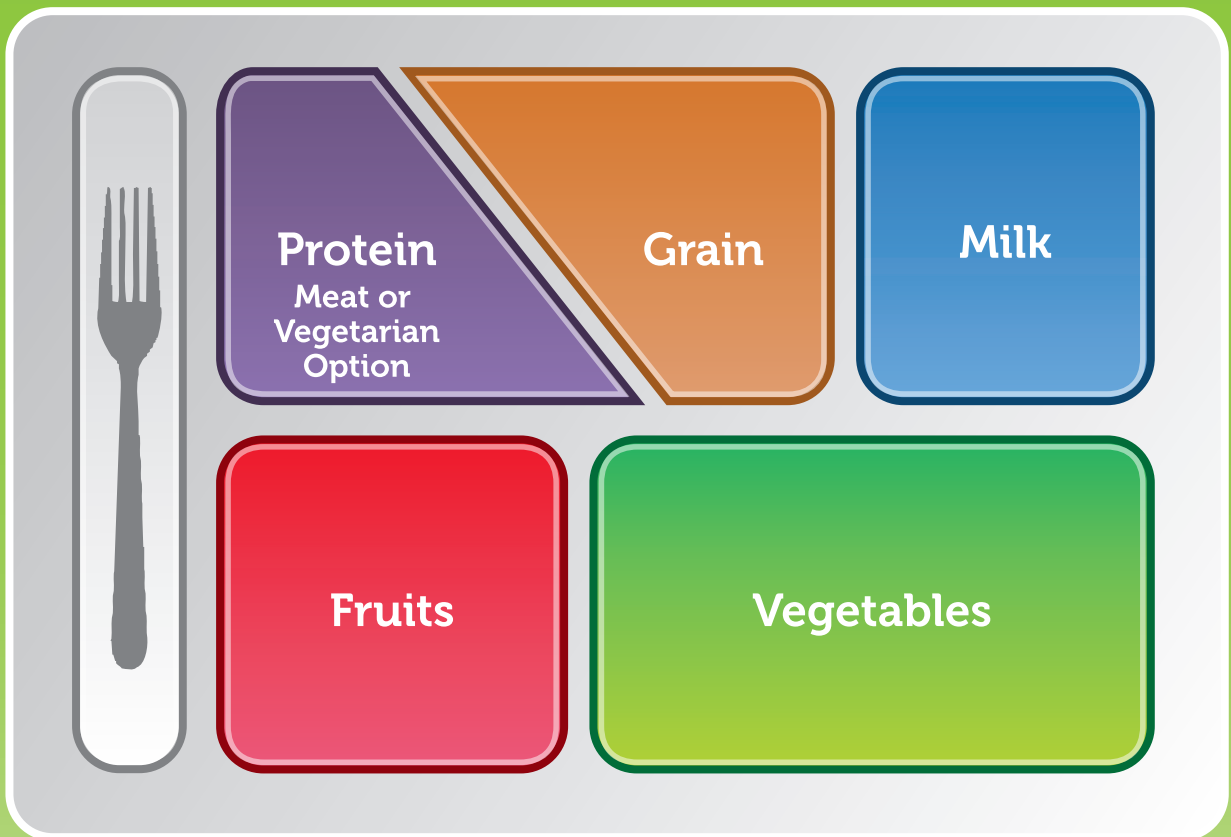 Protein
Meat or
Vegetarian
Option
Grain
Milk
Fruits
Vegetables